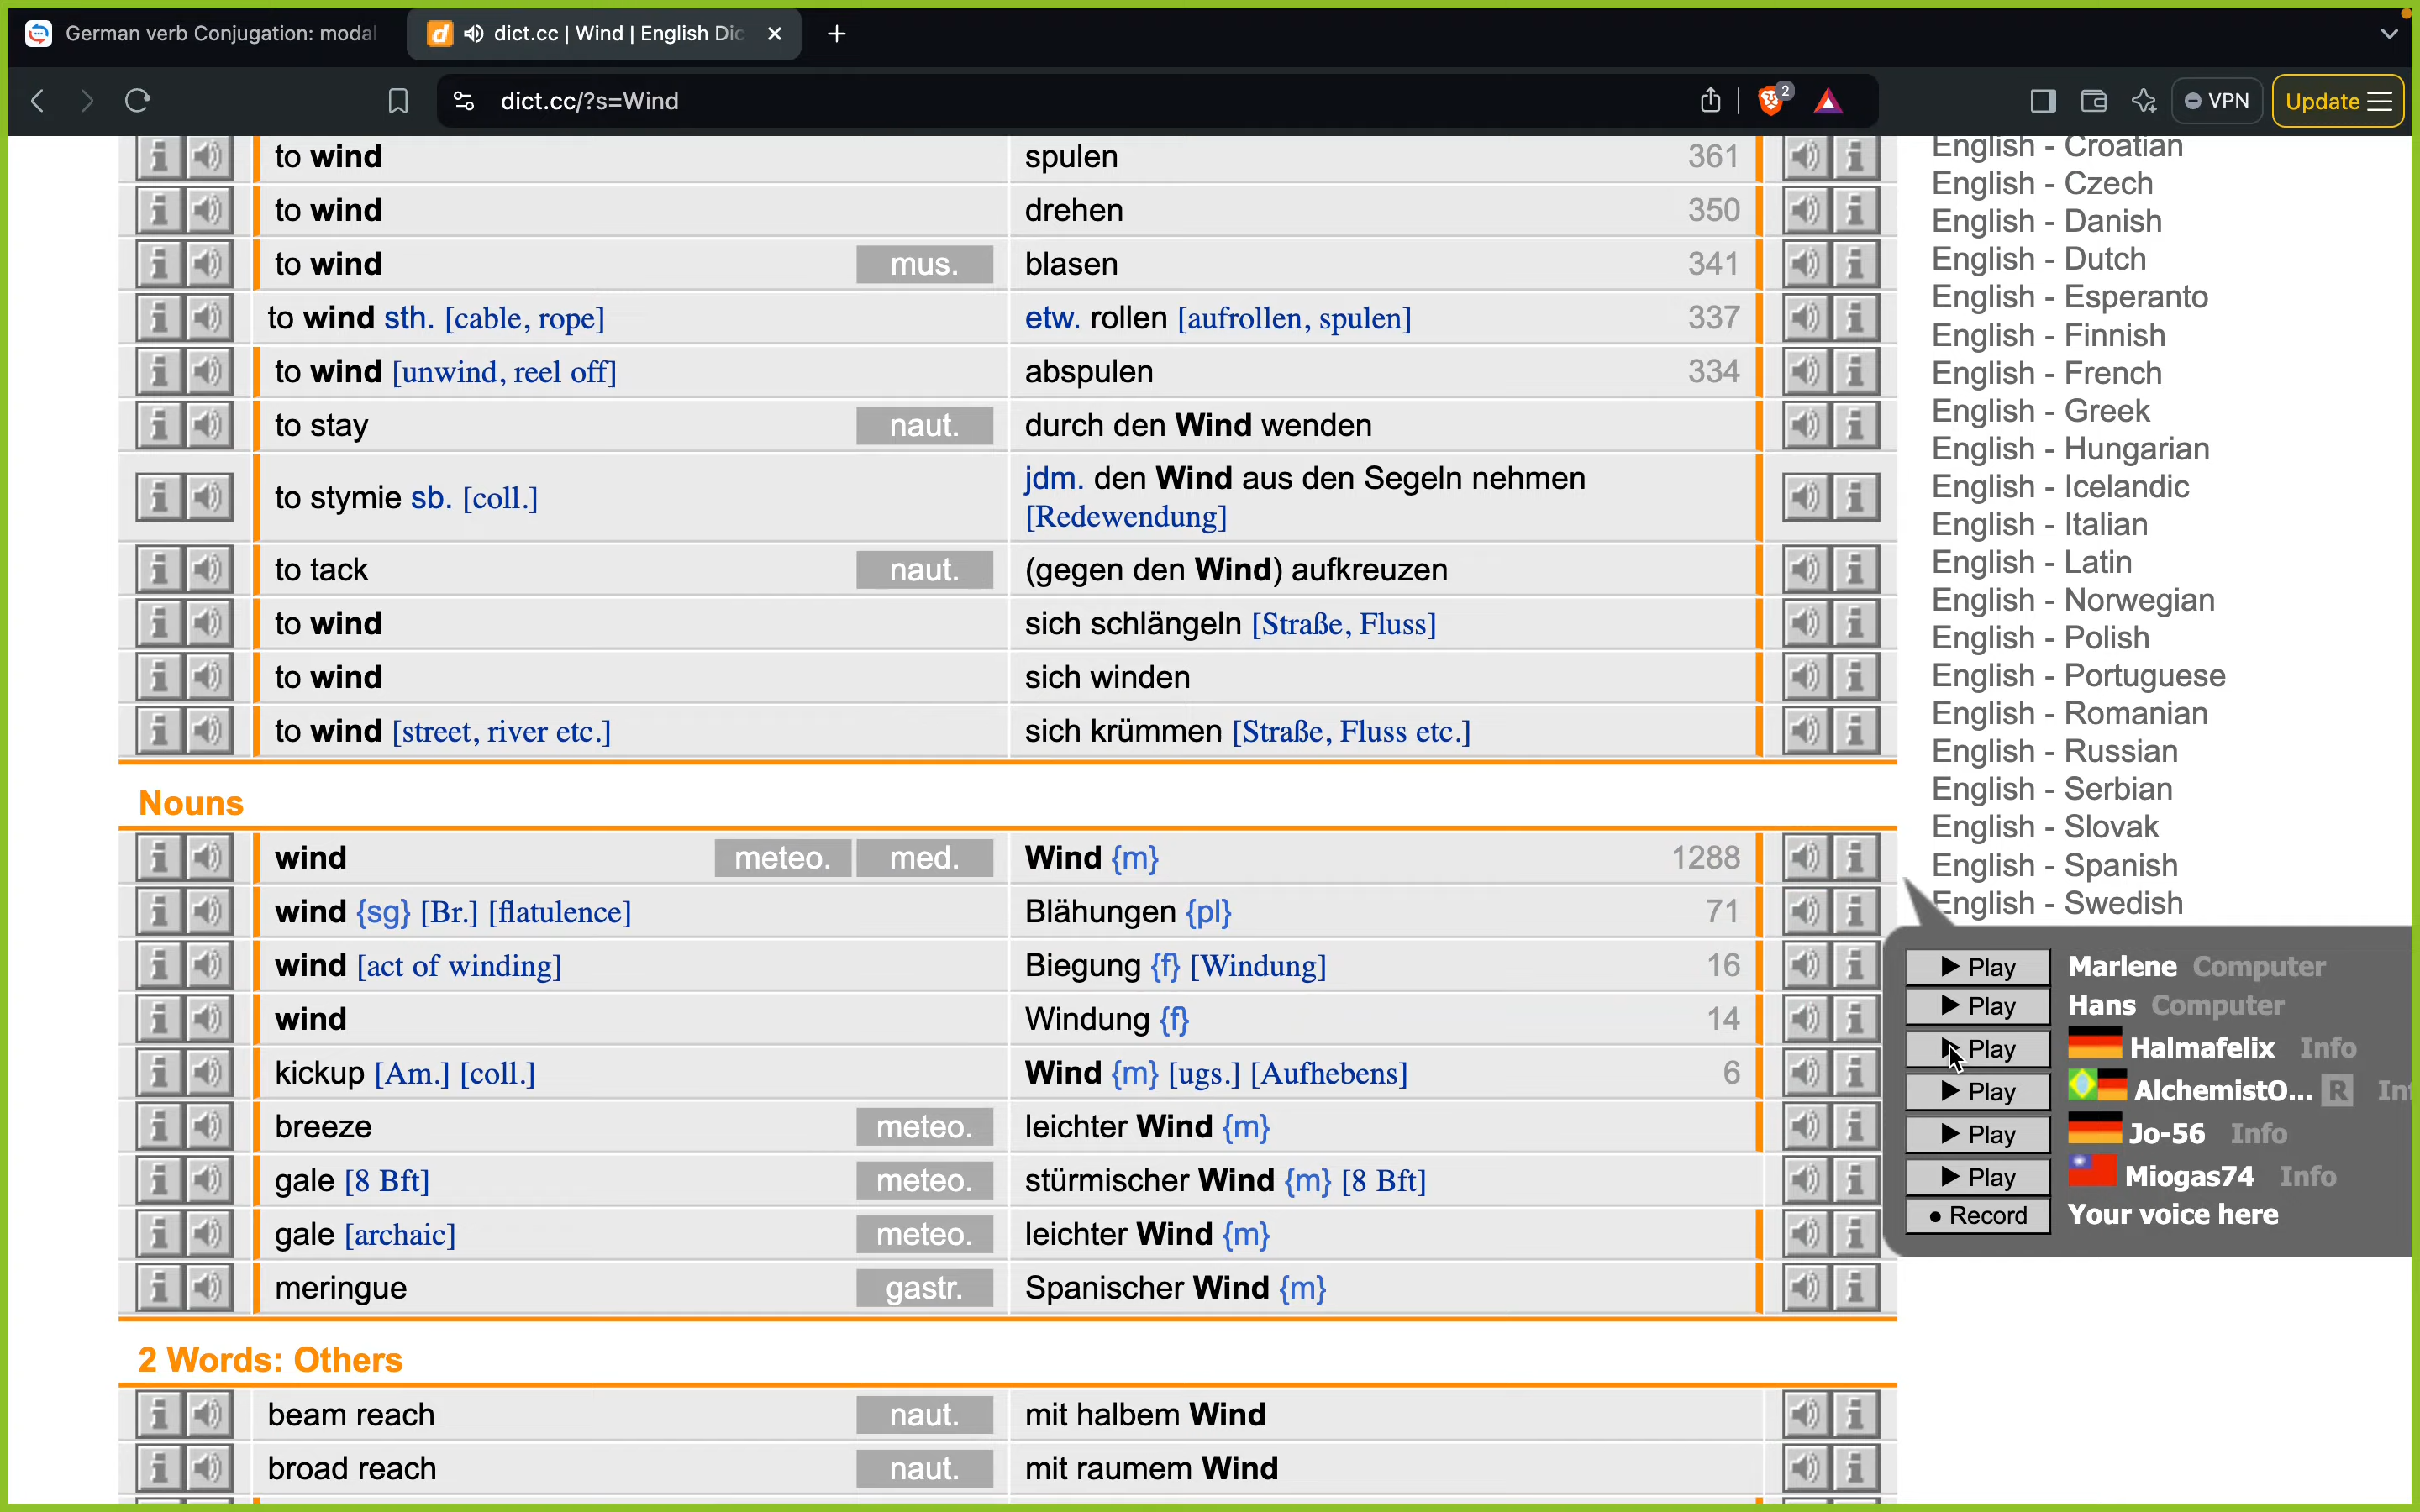 German verb Conjugation: modal
dict.cc | Wind | English Dic
dict.cc/?s=Wind
2
VPN
Update
to wind spulen 361
to wind drehen 350
to wind mus. blasen 341
to wind sth. [cable, rope] etw. rollen [aufrollen, spulen] 337
to wind [unwind, reel off] abspulen 334
to stay naut. durch den Wind wenden
to stymie sb. [coll.] jdm. den Wind aus den Segeln nehmen
[Redewendung]
to tack naut. (gegen den Wind) aufkreuzen
to wind sich schlängeln [Straße, Fluss]
to wind sich winden
to wind [street, river etc.] sich krümmen [Straße, Fluss etc.]
Nouns
wind meteo. med. Wind {m} 1288
wind {sg} [Br.] [flatulence] Blähungen {pl} 71
wind [act of winding] Biegung {f} [Windung] 16
wind Windung {f} 14
kickup [Am.] [coll.] Wind {m} [ugs.] [Aufhebens] 6
breeze meteo. leichter Wind {m}
gale [8 Bft] meteo. stürmischer Wind {m} [8 Bft]
gale [archaic] meteo. leichter Wind {m}
meringue gastr. Spanischer Wind {m}
2 Words: Others
beam reach naut. mit halbem Wind
broad reach naut. mit raumem Wind
English - Croatian
English - Czech
English - Danish
English - Dutch
English - Esperanto
English - Finnish
English - French
English - Greek
English - Hungarian
English - Icelandic
English - Italian
English - Latin
English - Norwegian
English - Polish
English - Portuguese
English - Romanian
English - Russian
English - Serbian
English - Slovak
English - Spanish
English - Swedish
Play Marlene Computer
Play Hans Computer
Play Halmafelix Info
Play AlchemistO... R Inf
Play Jo-56 Info
Play Miogas74 Info
Record Your voice here